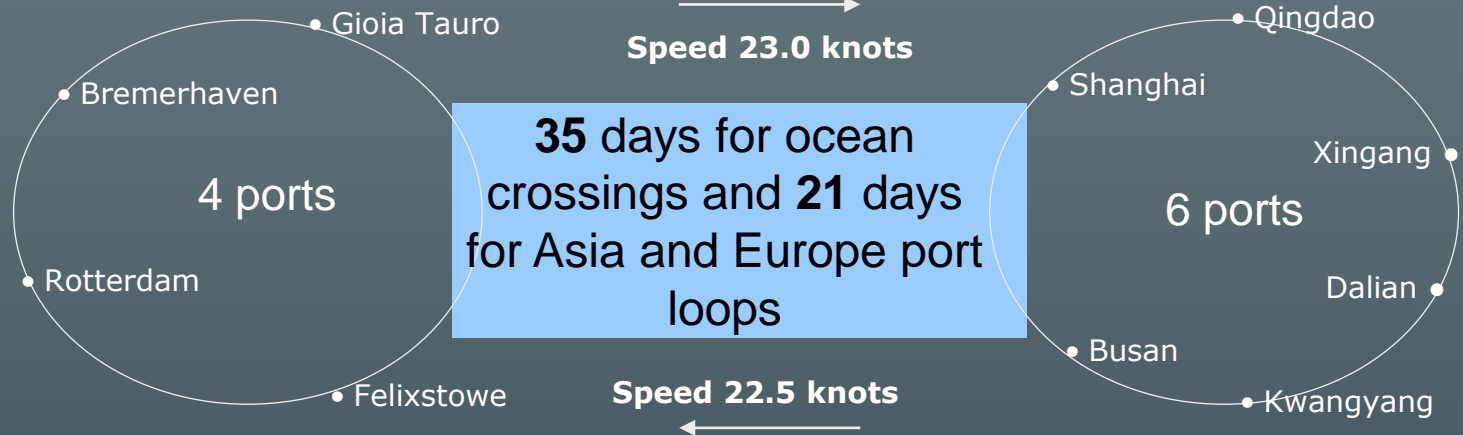 Gioia Tauro
Bremerhaven
4 ports
Rotterdam
Felixstowe
Speed 23.0 knots
35 days for ocean
crossings and 21 days
for Asia and Europe port
loops
Speed 22.5 knots
Qingdao
Shanghai
Xingang
6 ports
Dalian
Busan
Kwangyang